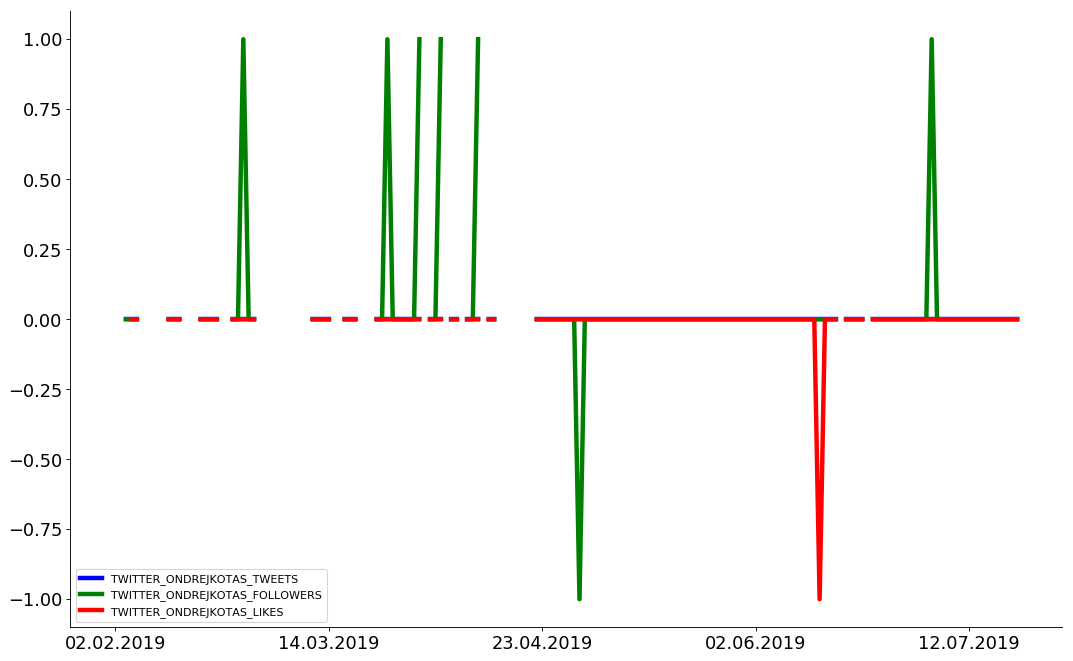 1.00
0.75
0.50
0.25
0.00
−0.25
−0.50
−0.75
−1.00
TWITTER_ONDREJKOTAS_TWEETS
TWITTER_ONDREJKOTAS_FOLLOWERS
TWITTER_ONDREJKOTAS_LIKES
02.02.2019 14.03.2019 23.04.2019 02.06.2019 12.07.2019